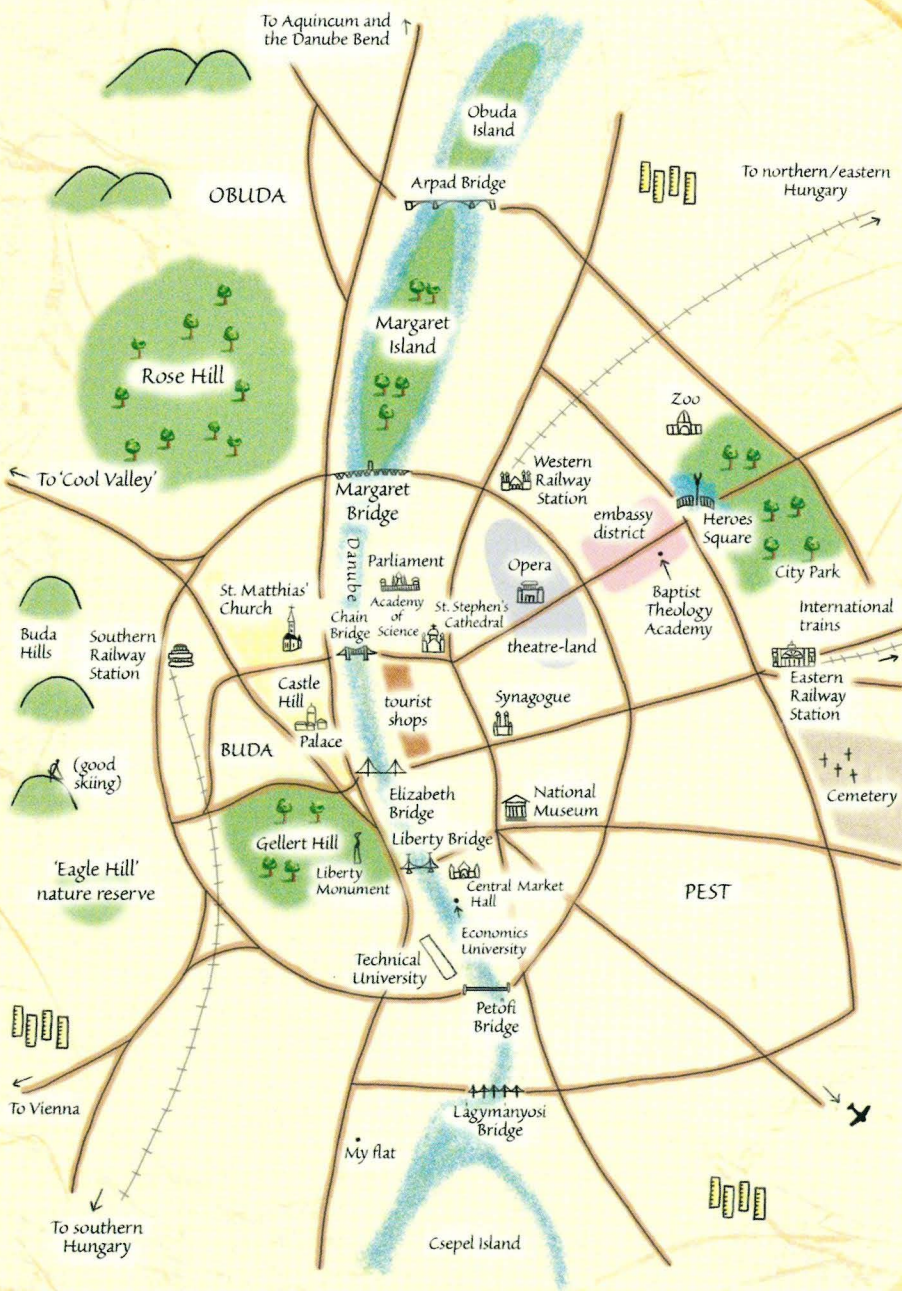 To Aquincum and
the Danube Bend
Obuda
Island
Arpad Bridge
OBUDA
To northern/eastern
Hungary
Margaret
Island
Rose Hill
Zoo
To 'Cool Valley'
Margaret
Bridge
Western
Railway
Station
embassy
district
Heroes
Square
City Park
Danube
Parliament
Opera
St. Matthias'
Church
Academy
of
Science
St. Stephen's
Cathedral
Baptist
Theology
Academy
Chain
Bridge
theatre-land
International
trains
Buda
Hills
Southern
Railway
Station
Eastern
Railway
Station
Castle
Hill
tourist
shops
Synagogue
Palace
BUDA
(good
skiing)
Elizabeth
Bridge
National
Museum
Cemetery
Gellert Hill
Liberty Bridge
Liberty
Monument
'Eagle Hill'
nature reserve
Central Market
Hall
PEST
Economics
University
Technical
University
Petofi
Bridge
To Vienna
Lagymanyosi
Bridge
My flat
To southern
Hungary
Csepel Island